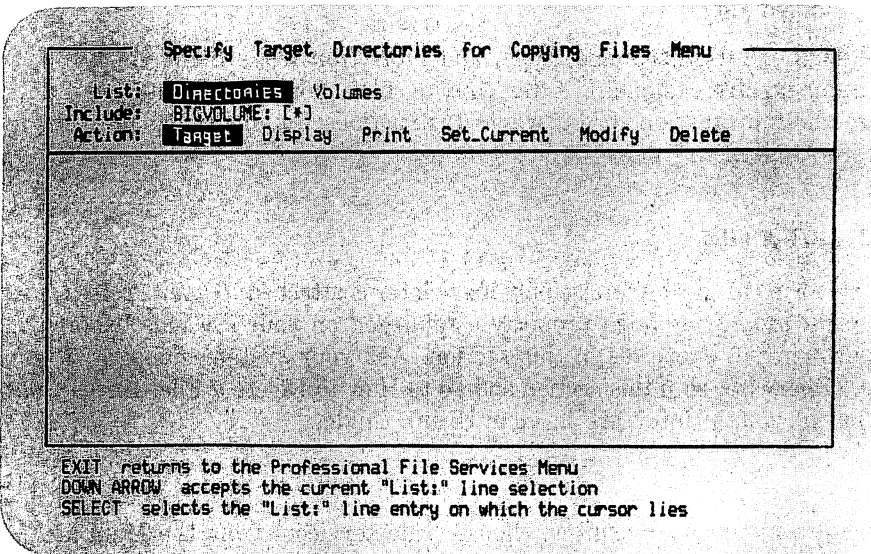 Specify Target Directories for Copying Files Menu
List: Directories Volumes
Include: BIGVOLUME: [*]
Action: Target Display Print Set_Current Modify Delete
EXIT returns to the Professional File Services Menu
DOWN ARROW accepts the current "List:" line selection
SELECT selects the "List:" line entry on which the cursor lies